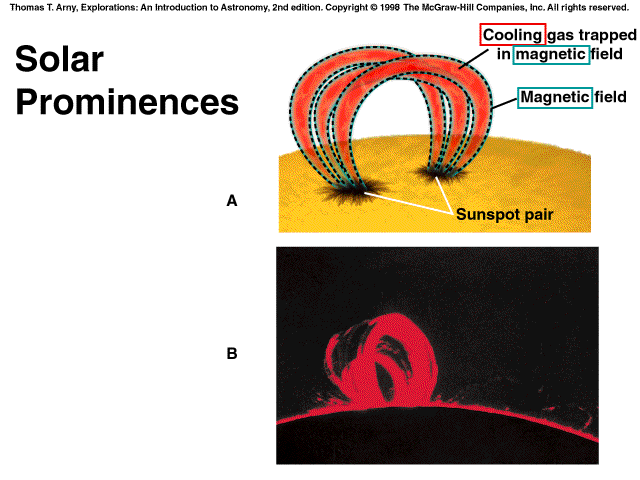 Thomas T. Arny, Explorations: An Introduction to Astronomy, 2nd edition. Copyright © 1998 The McGraw-Hill Companies, Inc. All rights reserved.
Solar
Prominences
Cooling gas trapped
in magnetic field
Magnetic field
A
Sunspot pair
B